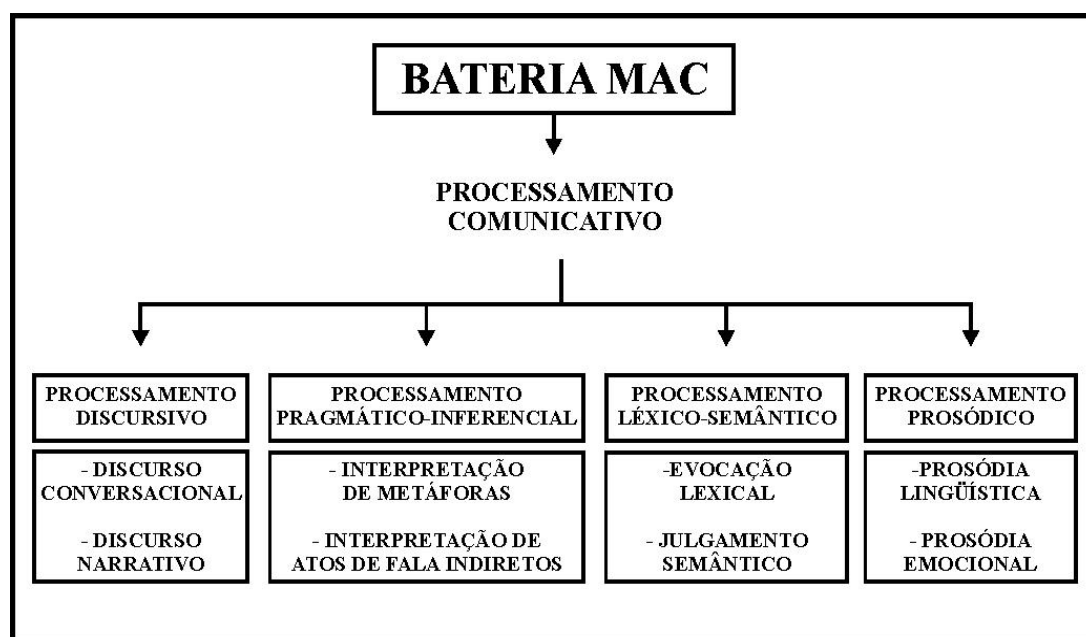 BATERIA MAC
PROCESSAMENTO
COMUNICATIVO
PROCESSAMENTO
DISCURSIVO
- DISCURSO
CONVERSACIONAL
- DISCURSO
NARRATIVO
PROCESSAMENTO
PRAGMÁTICO-INFERENCIAL
- INTERPRETAÇÃO
DE METÁFORAS
- INTERPRETAÇÃO DE
ATOS DE FALA INDIRETOS
PROCESSAMENTO
LÉXICO-SEMÂNTICO
-EVOCAÇÃO
LEXICAL
- JULGAMENTO
SEMÂNTICO
PROCESSAMENTO
PROSÓDICO
-PROSÓDIA
LINGÜÍSTICA
- PROSÓDIA
EMOCIONAL